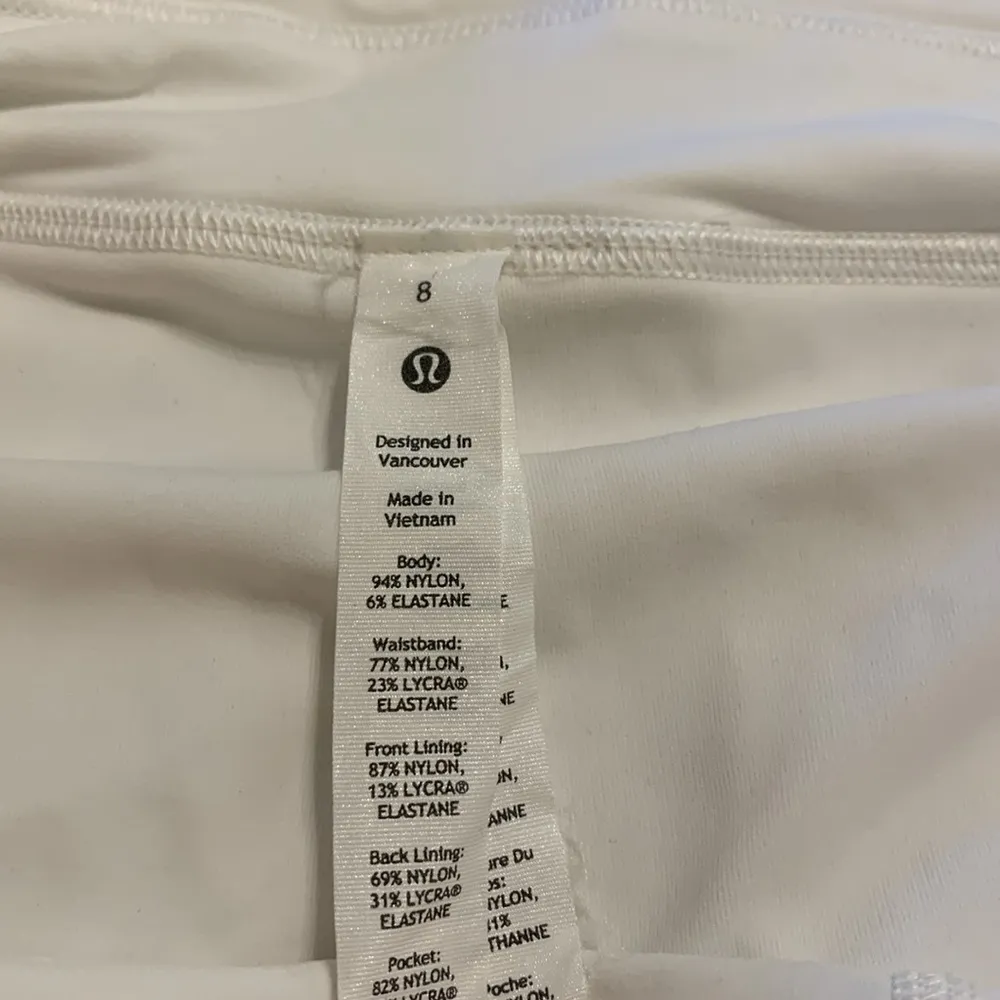 8
Designed in
Vancouver
Made in
Vietnam
Body:
94% NYLON,
6% ELASTANE
Waistband:
77% NYLON,
23% LYCRA®
ELASTANE
Front Lining:
87% NYLON,
13% LYCRA®
ELASTANE
Back Lining:
69% NYLON,
31% LYCRA®
ELASTANE
Pocket:
82% NYLON,
LYCRA®